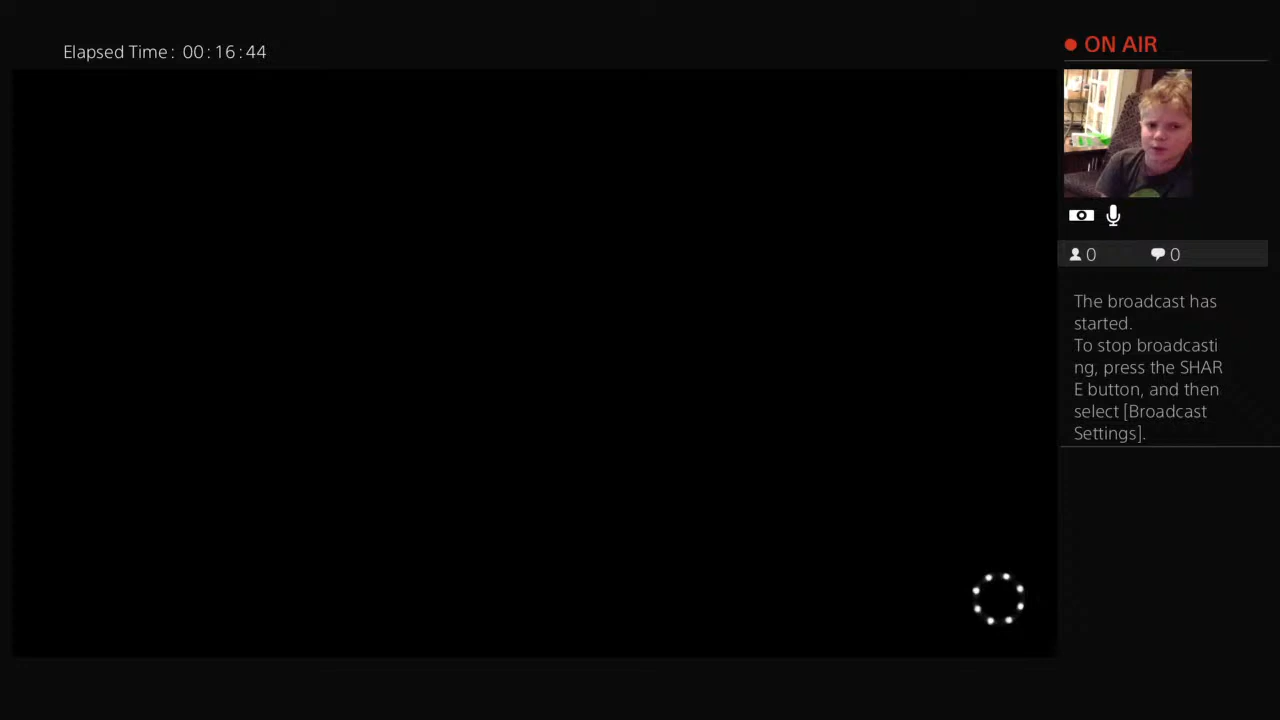 Elapsed Time: 00:16:44
ON AIR
0 0
The broadcast has
started.
To stop broadcasti
ng, press the SHAR
E button, and then
select [Broadcast
Settings].